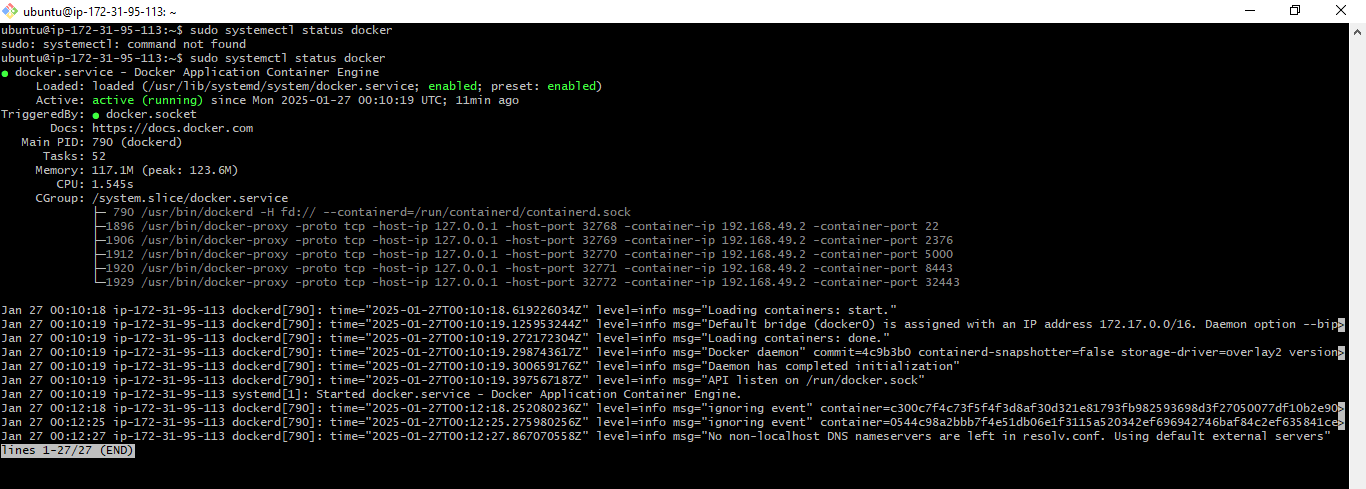 ubuntu@ip-172-31-95-113: ~
ubuntu@ip-172-31-95-113:~$ sudo systemectl status docker
sudo: systemectl: command not found
ubuntu@ip-172-31-95-113:~$ sudo systemctl status docker
● docker.service - Docker Application Container Engine
Loaded: loaded (/usr/lib/systemd/system/docker.service; enabled; preset: enabled)
Active: active (running) since Mon 2025-01-27 00:10:19 UTC; 11min ago
TriggeredBy: ● docker.socket
Docs: https://docs.docker.com
Main PID: 790 (dockerd)
Tasks: 52
Memory: 117.1M (peak: 123.6M)
CPU: 1.545s
CGroup: /system.slice/docker.service
├─ 790 /usr/bin/dockerd -H fd:// --containerd=/run/containerd/containerd.sock
├─1896 /usr/bin/docker-proxy -proto tcp -host-ip 127.0.0.1 -host-port 32768 -container-ip 192.168.49.2 -container-port 22
├─1906 /usr/bin/docker-proxy -proto tcp -host-ip 127.0.0.1 -host-port 32769 -container-ip 192.168.49.2 -container-port 2376
├─1912 /usr/bin/docker-proxy -proto tcp -host-ip 127.0.0.1 -host-port 32770 -container-ip 192.168.49.2 -container-port 5000
├─1920 /usr/bin/docker-proxy -proto tcp -host-ip 127.0.0.1 -host-port 32771 -container-ip 192.168.49.2 -container-port 8443
└─1929 /usr/bin/docker-proxy -proto tcp -host-ip 127.0.0.1 -host-port 32772 -container-ip 192.168.49.2 -container-port 32443
Jan 27 00:10:18 ip-172-31-95-113 dockerd[790]: time="2025-01-27T00:10:18.619226034Z" level=info msg="Loading containers: start."
Jan 27 00:10:19 ip-172-31-95-113 dockerd[790]: time="2025-01-27T00:10:19.125953244Z" level=info msg="Default bridge (docker0) is assigned with an IP address 172.17.0.0/16. Daemon option --bip>
Jan 27 00:10:19 ip-172-31-95-113 dockerd[790]: time="2025-01-27T00:10:19.272172304Z" level=info msg="Loading containers: done."
Jan 27 00:10:19 ip-172-31-95-113 dockerd[790]: time="2025-01-27T00:10:19.298743617Z" level=info msg="Docker daemon" commit=4c9b3b0 containerd-snapshotter=false storage-driver=overlay2 version>
Jan 27 00:10:19 ip-172-31-95-113 dockerd[790]: time="2025-01-27T00:10:19.300659176Z" level=info msg="Daemon has completed initialization"
Jan 27 00:10:19 ip-172-31-95-113 dockerd[790]: time="2025-01-27T00:10:19.397567187Z" level=info msg="API listen on /run/docker.sock"
Jan 27 00:10:19 ip-172-31-95-113 systemd[1]: Started docker.service - Docker Application Container Engine.
Jan 27 00:12:18 ip-172-31-95-113 dockerd[790]: time="2025-01-27T00:12:18.252080236Z" level=info msg="ignoring event" container=c300c7f4c73f5f4f3d8af30d321e81793fb982593698d3f27050077df10b2e90>
Jan 27 00:12:25 ip-172-31-95-113 dockerd[790]: time="2025-01-27T00:12:25.275980256Z" level=info msg="ignoring event" container=0544c98a2bbb7f4e51db06e1f3115a520342ef696942746baf84c2ef635841ce>
Jan 27 00:12:27 ip-172-31-95-113 dockerd[790]: time="2025-01-27T00:12:27.867070558Z" level=info msg="No non-localhost DNS nameservers are left in resolv.conf. Using default external servers"
lines 1-27/27 (END)